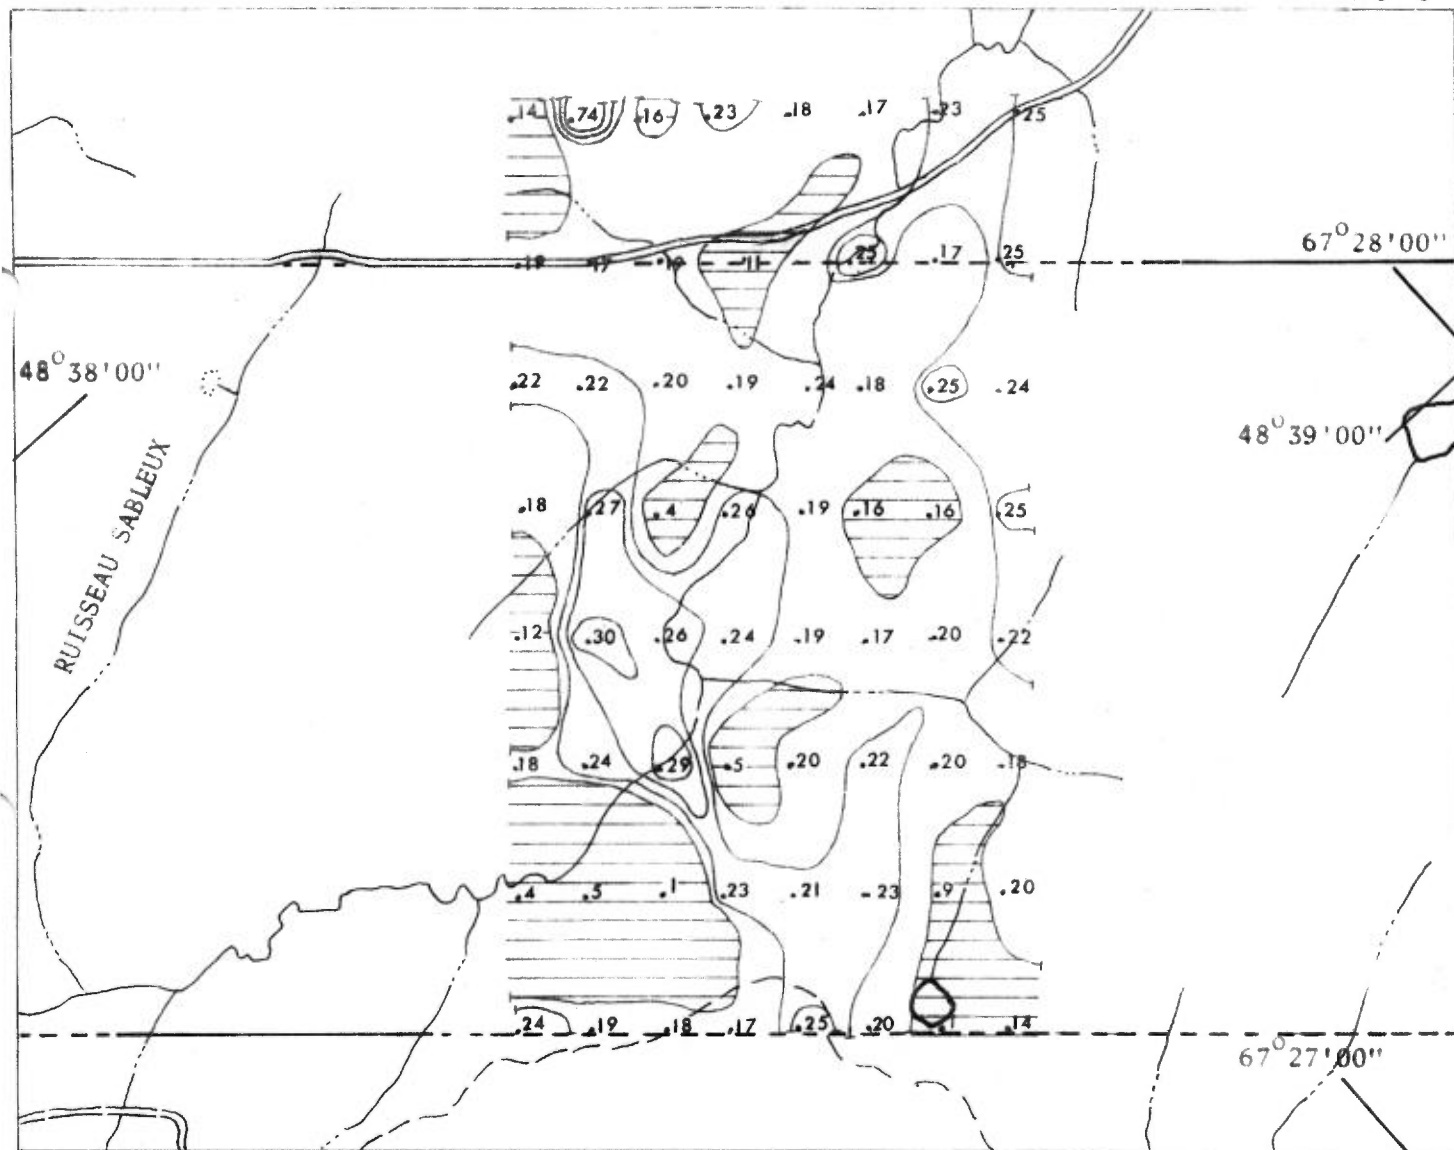 .14 .74 .16 .23 .18 .17 .23 .25
67°28'00"
.17 11 .25 .17 .25
48°38'00"
.22 .22 .20 .19 .24 .18 .25 .24
48°39'00"
RUISSEAU SABLEUX
.18 .27 .4 .26 .19 .16 .16 .25
.12 .30 .26 .24 .19 .17 .20 .22
.18 .24 .29 .5 .20 .22 .20 .18
.4 .5 .1 .23 .21 .23 .9 .20
.24 .19 .18 .17 .25 .20 .1 .14
67°27'00"